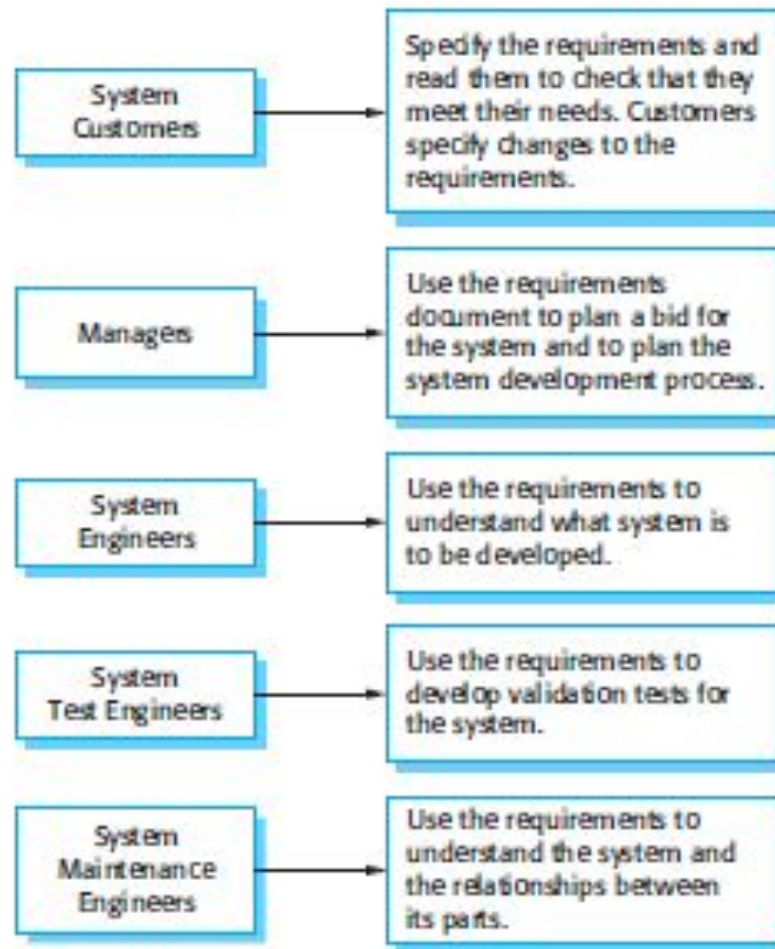 System
Customers
Specify the requirements and
read them to check that they
meet their needs. Customers
specify changes to the
requirements.
Managers
Use the requirements
document to plan a bid for
the system and to plan the
system development process.
System
Engineers
Use the requirements to
understand what system is
to be developed.
System
Test Engineers
Use the requirements to
develop validation tests for
the system.
System
Maintenance
Engineers
Use the requirements to
understand the system and
the relationships between
its parts.